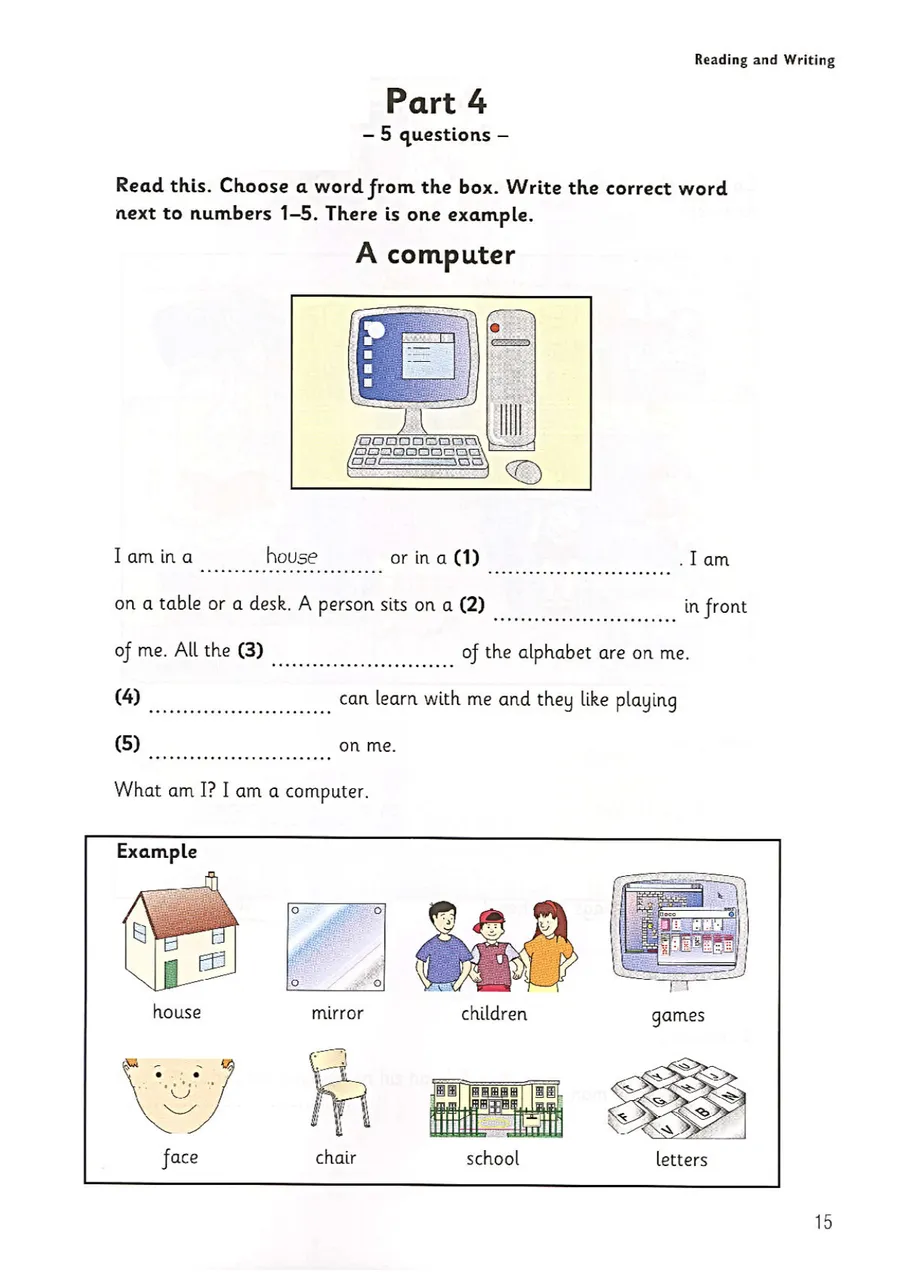 Reading and Writing
Part 4
– 5 questions –
Read this. Choose a word from the box. Write the correct word
next to numbers 1–5. There is one example.
A computer
I am in a house or in a (1) .......................... . I am
on a table or a desk. A person sits on a (2) .......................... in front
of me. All the (3) .......................... of the alphabet are on me.
(4) .......................... can learn with me and they like playing
(5) .......................... on me.
What am I? I am a computer.
Example
house mirror children games
T Y U
F G H J
V B N
face chair school letters
15